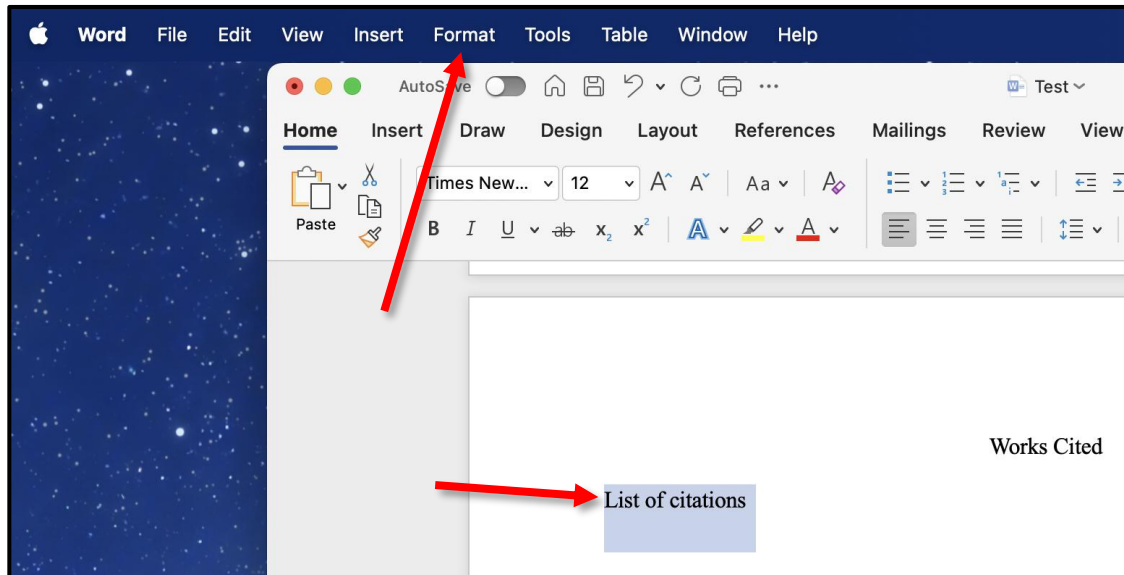 Word File Edit View Insert Format Tools Table Window Help
AutoSave Test
Home Insert Draw Design Layout References Mailings Review View
Paste
Times New... 12 A A Aa A
B I U ab x2 x2 A A
Works Cited
List of citations